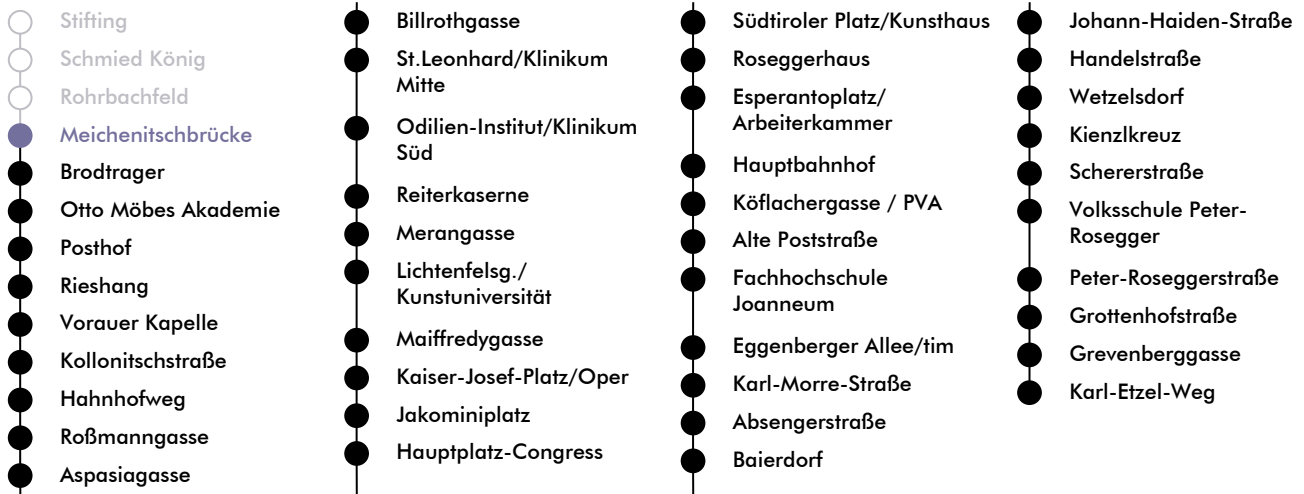 Stifting
Schmied König
Rohrbachfeld
Meichenitschbrücke
Brodtrager
Otto Möbes Akademie
Posthof
Rieshang
Vorauer Kapelle
Kollonitschstraße
Hahnhofweg
Roßmanngasse
Aspasiagasse
Billrothgasse
St.Leonhard/Klinikum
Mitte
Odilien-Institut/Klinikum
Süd
Reiterkaserne
Merangasse
Lichtenfelsg./
Kunstuniversität
Maiffredygasse
Kaiser-Josef-Platz/Oper
Jakominiplatz
Hauptplatz-Congress
Südtiroler Platz/Kunsthaus
Roseggerhaus
Esperantoplatz/
Arbeiterkammer
Hauptbahnhof
Köflachergasse / PVA
Alte Poststraße
Fachhochschule
Joanneum
Eggenberger Allee/tim
Karl-Morre-Straße
Absengerstraße
Baierdorf
Johann-Haiden-Straße
Handelstraße
Wetzelsdorf
Kienzlkreuz
Schererstraße
Volksschule Peter-
Rosegger
Peter-Roseggerstraße
Grottenhofstraße
Grevenberggasse
Karl-Etzel-Weg